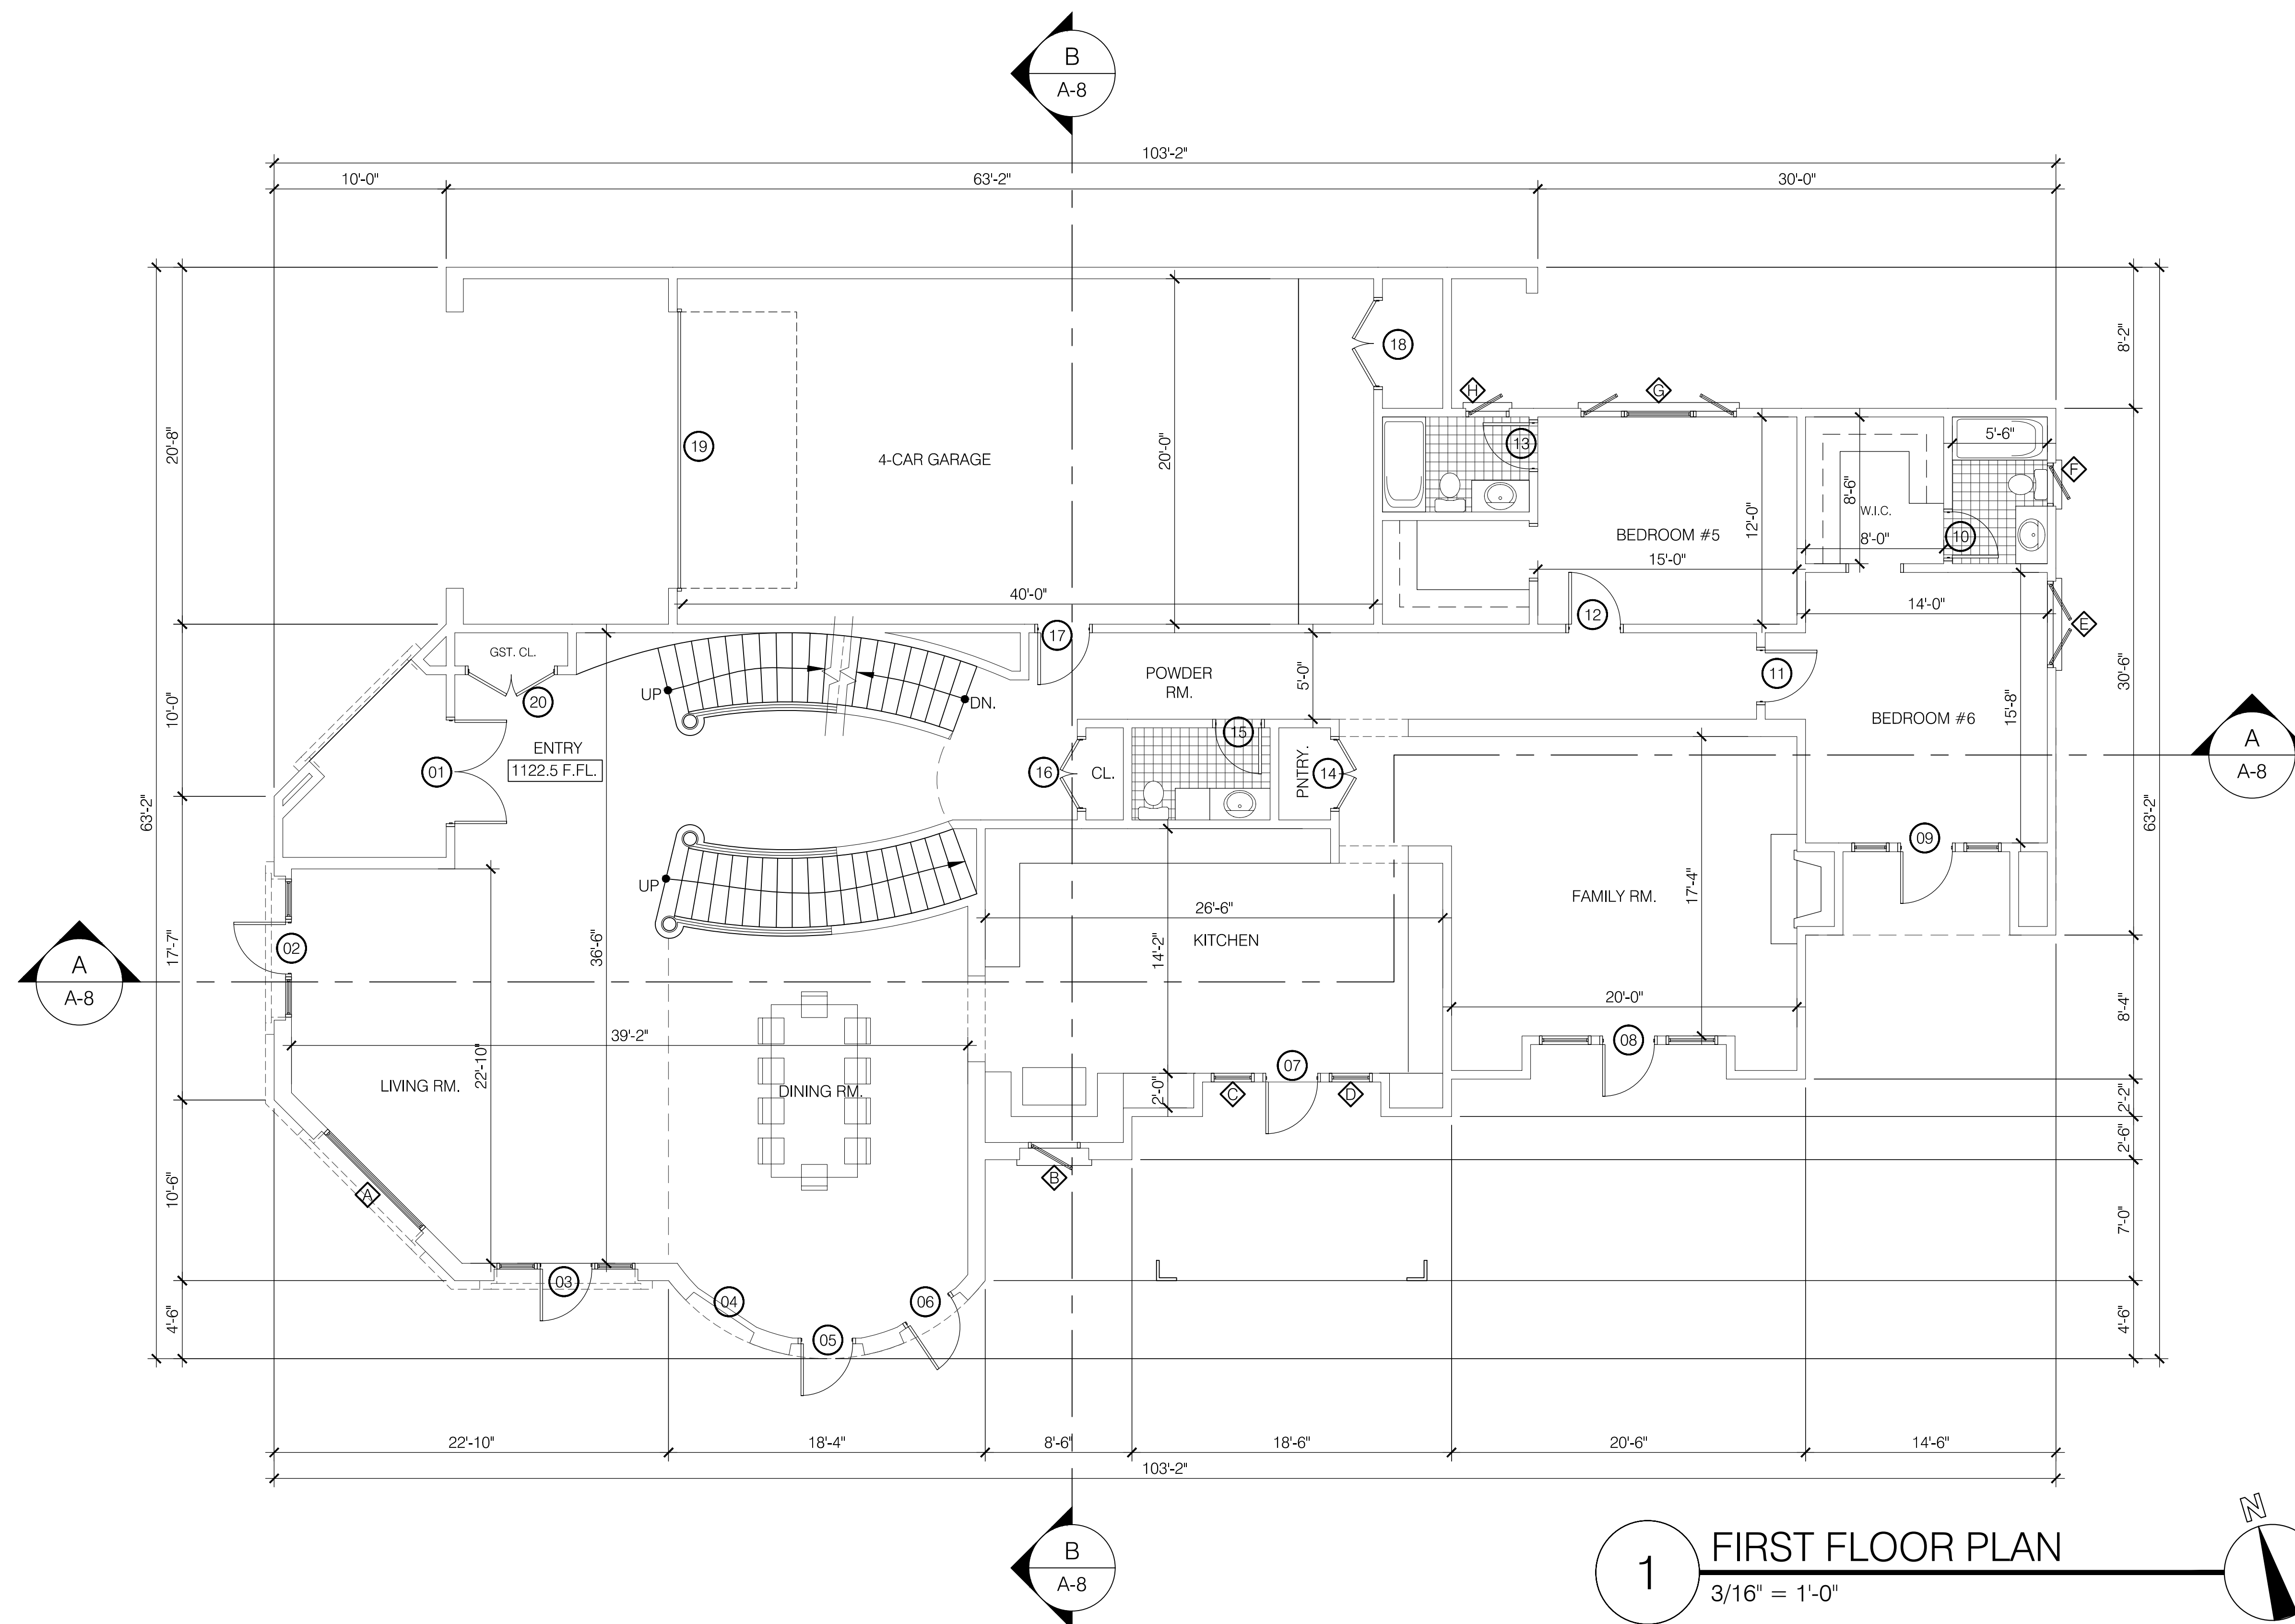 B
A-8
103'-2"
10'-0"
63'-2"
30'-0"
8'-2"
18
H
G
20'-8"
19
4-CAR GARAGE
20'-0"
13
5'-6"
F
8'-6"
W.I.C.
12'-0"
BEDROOM #5
15'-0"
8'-0"
10
40'-0"
12
14'-0"
E
17
GST. CL.
20
UP
DN.
POWDER
RM.
5'-0"
11
30'-6"
10'-0"
BEDROOM #6
15'-8"
15
ENTRY
1122.5 F.FL.
01
16
CL.
PNTRY.
14
A
A-8
63'-2"
63'-2"
09
UP
17'-4"
FAMILY RM.
26'-6"
KITCHEN
14'-2"
02
17'-7"
36'-6"
A
A-8
20'-0"
8'-4"
39'-2"
08
22'-10"
LIVING RM.
DINING RM.
07
2'-0"
C
D
2'-2"
2'-6"
B
A
10'-6"
7'-0"
03
04
06
05
4'-6"
4'-6"
22'-10"
18'-4"
8'-6"
18'-6"
20'-6"
14'-6"
103'-2"
B
A-8
N
1
FIRST FLOOR PLAN
3/16" = 1'-0"